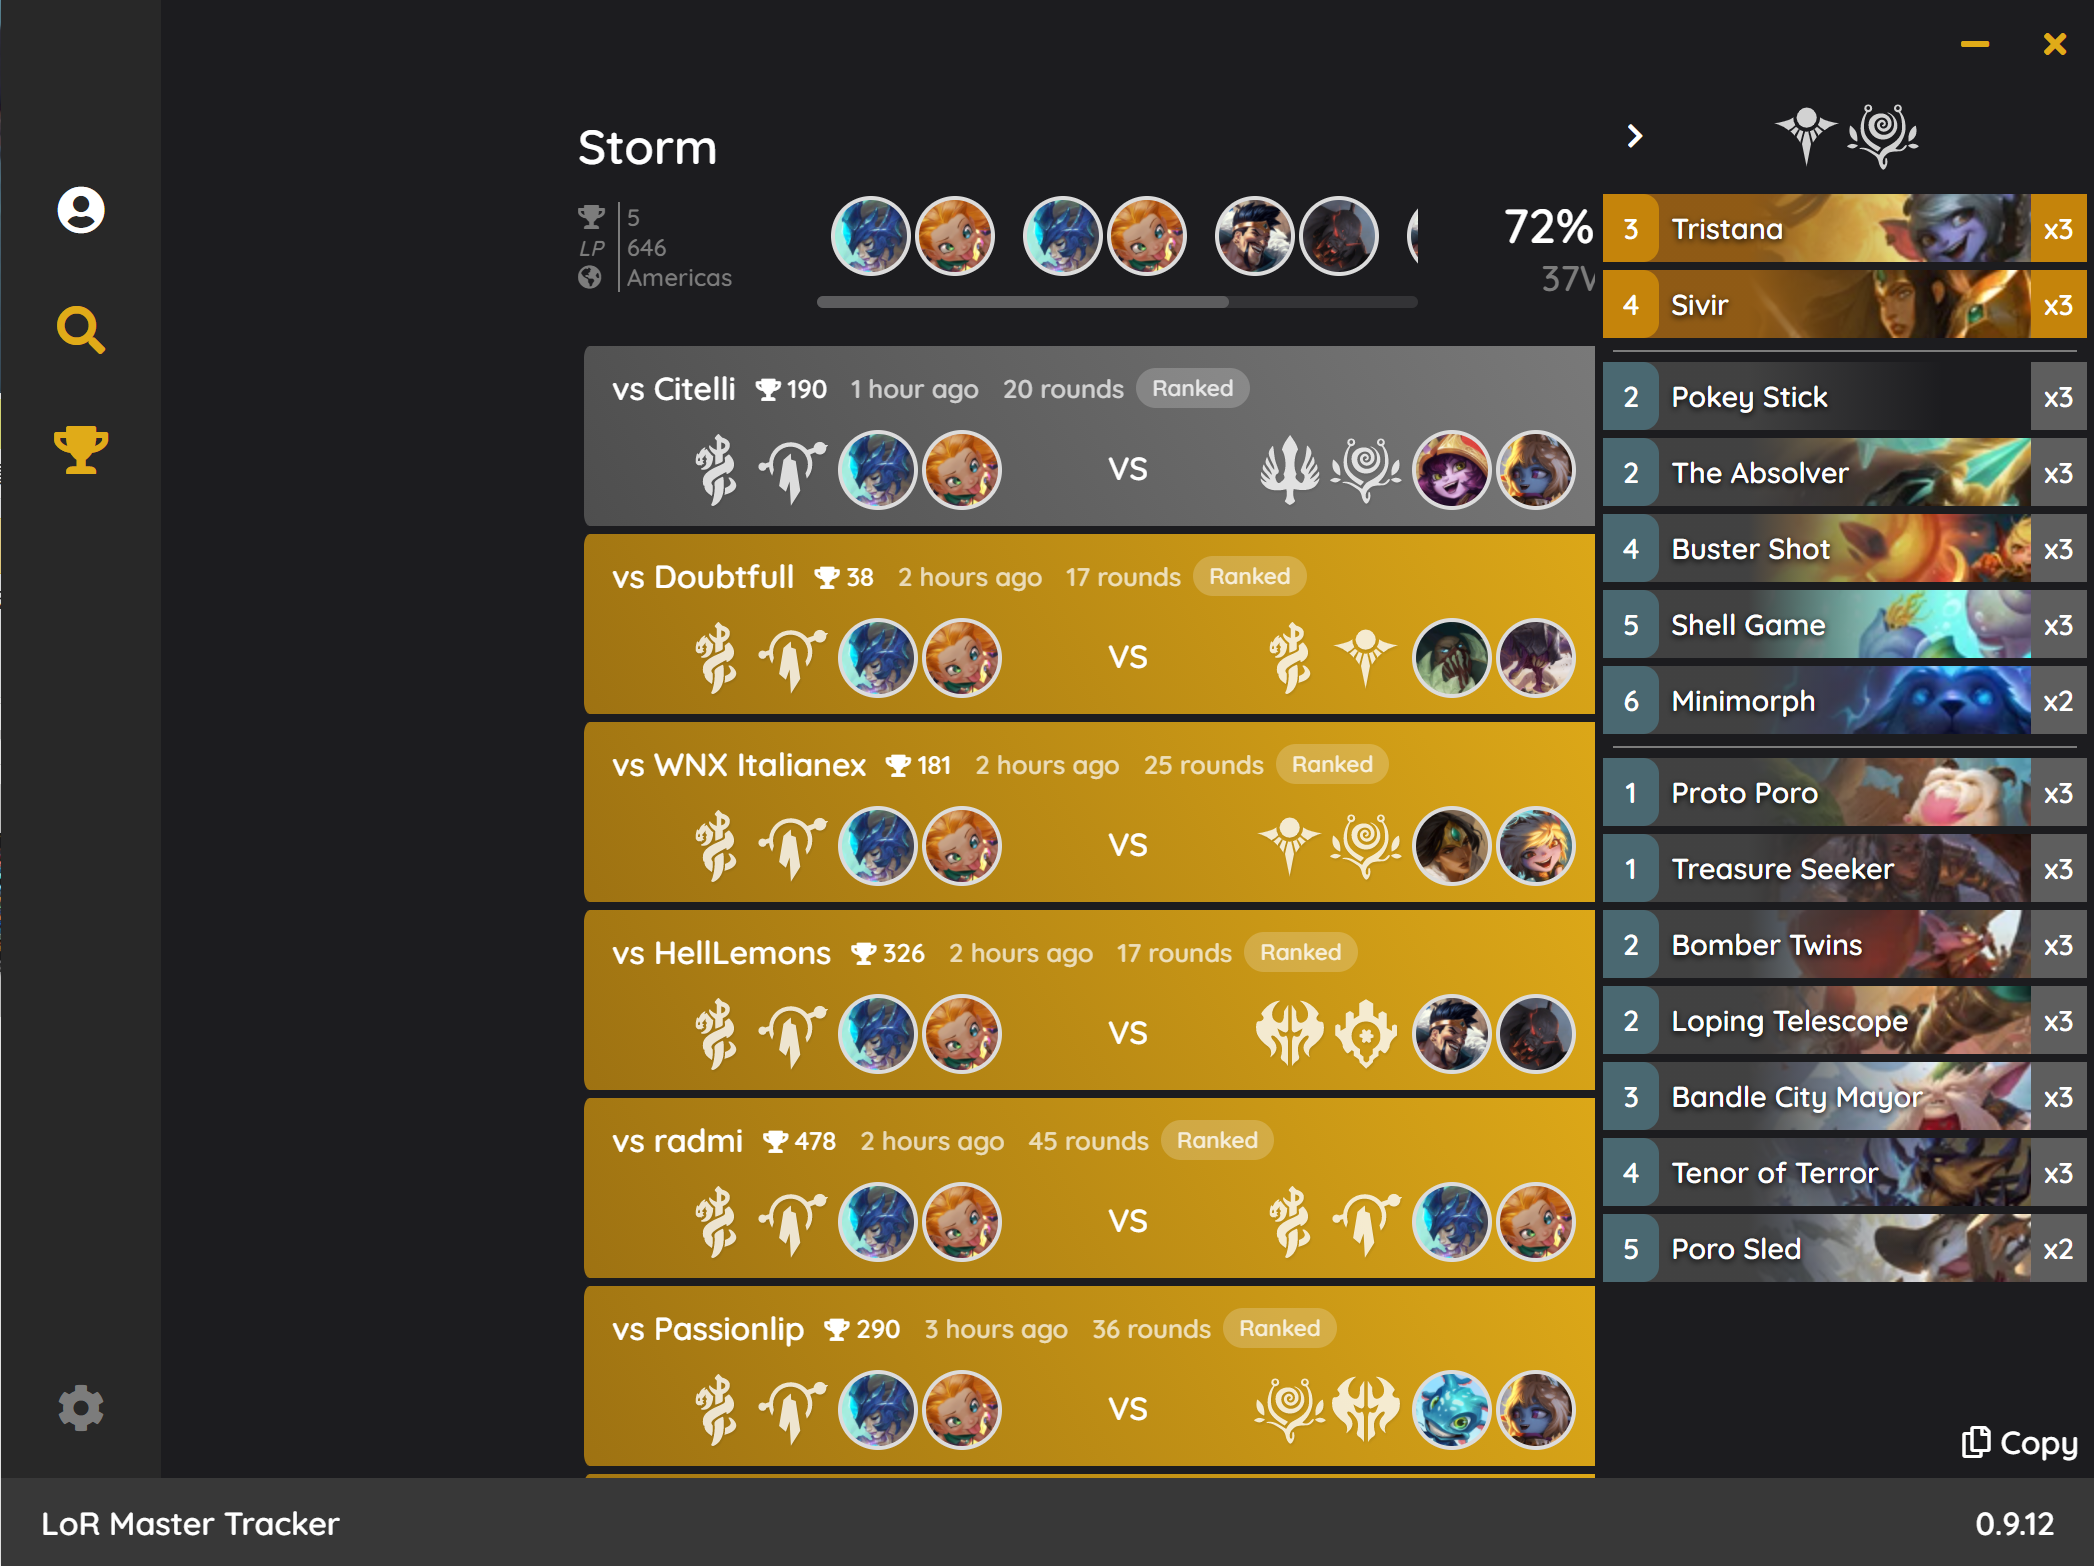 Storm
5
LP 646
Americas
72%
37W
vs Citelli 190 1 hour ago 20 rounds Ranked
VS
vs Doubtfull 38 2 hours ago 17 rounds Ranked
VS
vs WNX Italianex 181 2 hours ago 25 rounds Ranked
VS
vs HellLemons 326 2 hours ago 17 rounds Ranked
VS
vs radmi 478 2 hours ago 45 rounds Ranked
VS
vs Passionlip 290 3 hours ago 36 rounds Ranked
VS
3 Tristana x3
4 Sivir x3
2 Pokey Stick x3
2 The Absolver x3
4 Buster Shot x3
5 Shell Game x3
6 Minimorph x2
1 Proto Poro x3
1 Treasure Seeker x3
2 Bomber Twins x3
2 Loping Telescope x3
3 Bandle City Mayor x3
4 Tenor of Terror x3
5 Poro Sled x2
Copy
LoR Master Tracker
0.9.12